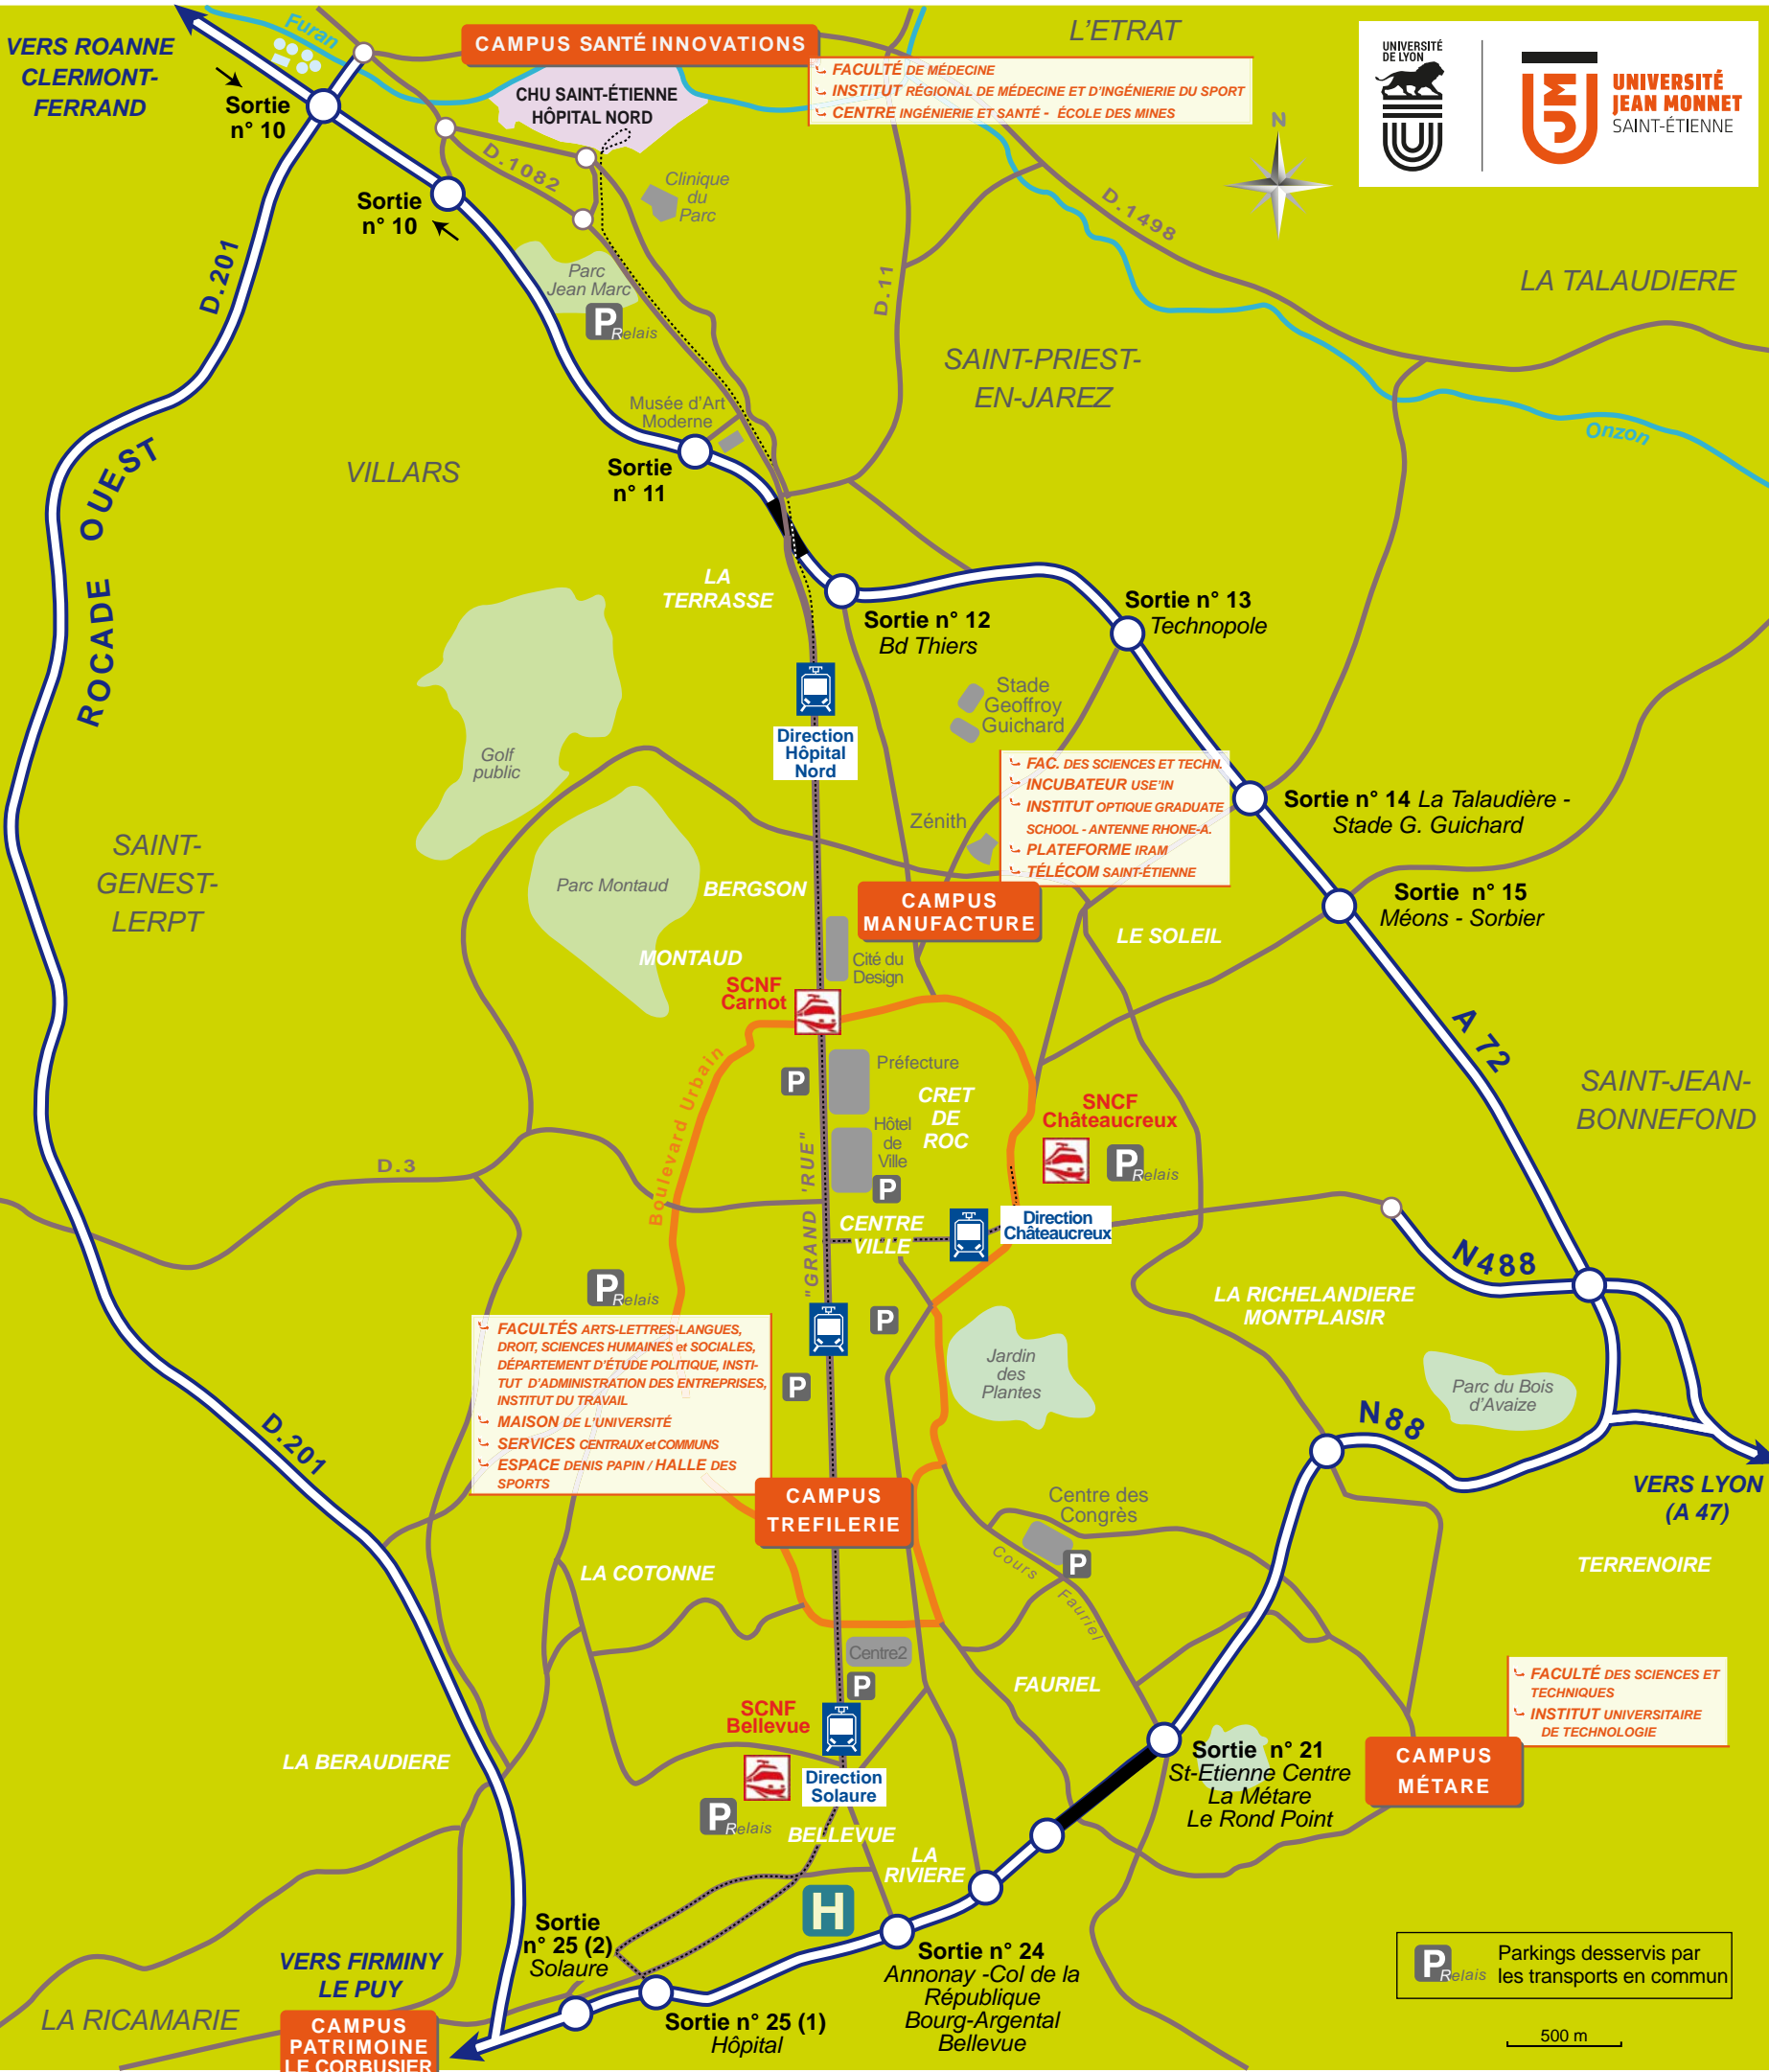 VERS ROANNE
CLERMONT-
FERRAND
Furan
Sortie
n° 10
CAMPUS SANTÉ INNOVATIONS
FACULTÉ DE MÉDECINE
INSTITUT RÉGIONAL DE MÉDECINE ET D'INGÉNIERIE DU SPORT
CENTRE INGÉNIERIE ET SANTÉ - ÉCOLE DES MINES
CHU SAINT-ÉTIENNE
HÔPITAL NORD
L'ETRAT
UNIVERSITÉ
DE LYON
UJM
UNIVERSITÉ
JEAN MONNET
SAINT-ÉTIENNE
N
D.1082
Clinique
du
Parc
Sortie
n° 10
D.1498
D.201
Parc
Jean Marc
P Relais
D.11
LA TALAUDIERE
SAINT-PRIEST-
EN-JAREZ
Musée d'Art
Moderne
Onzon
ROCADE OUEST
VILLARS
Sortie
n° 11
LA
TERRASSE
Sortie n° 12
Bd Thiers
Sortie n° 13
Technopole
Stade
Geoffroy
Guichard
Direction
Hôpital
Nord
Golf
public
FAC. DES SCIENCES ET TECHN.
INCUBATEUR USE'IN
INSTITUT OPTIQUE GRADUATE
SCHOOL - ANTENNE RHONE-A.
PLATEFORME IRAM
TÉLÉCOM SAINT-ÉTIENNE
Sortie n° 14 La Talaudière -
Stade G. Guichard
Zénith
SAINT-
GENEST-
LERPT
Parc Montaud
BERGSON
CAMPUS
MANUFACTURE
Sortie n° 15
Méons - Sorbier
LE SOLEIL
MONTAUD
Cité du
Design
SCNF
Carnot
A 72
Boulevard Urbain
Préfecture
P
CRET
DE
ROC
SNCF
Châteaucreux
SAINT-JEAN-
BONNEFOND
Hôtel
de
Ville
P
P Relais
D.3
"GRAND 'RUE"
CENTRE
VILLE
Direction
Châteaucreux
N488
P Relais
LA RICHELANDIERE
MONTPLAISIR
P
FACULTÉS ARTS-LETTRES-LANGUES,
DROIT, SCIENCES HUMAINES et SOCIALES,
DÉPARTEMENT D'ÉTUDE POLITIQUE, INSTI-
TUT D'ADMINISTRATION DES ENTREPRISES,
INSTITUT DU TRAVAIL
MAISON DE L'UNIVERSITÉ
SERVICES CENTRAUX et COMMUNS
ESPACE DENIS PAPIN / HALLE DES
SPORTS
P
Jardin
des
Plantes
Parc du Bois
d'Avaize
N88
D.201
CAMPUS
TREFILERIE
Centre des
Congrès
P
VERS LYON
(A 47)
Cours Fauriel
TERRENOIRE
LA COTONNE
Centre2
P
FAURIEL
FACULTÉ DES SCIENCES ET
TECHNIQUES
INSTITUT UNIVERSITAIRE
DE TECHNOLOGIE
SCNF
Bellevue
CAMPUS
MÉTARE
LA BERAUDIERE
Direction
Solaure
Sortie n° 21
St-Etienne Centre
La Métare
Le Rond Point
P Relais
BELLEVUE
LA
RIVIERE
H
Sortie
n° 25 (2)
Solaure
VERS FIRMINY
LE PUY
Sortie n° 24
Annonay -Col de la
République
Bourg-Argental
Bellevue
P Relais
Parkings desservis par
les transports en commun
LA RICAMARIE
CAMPUS
PATRIMOINE
LE CORBUSIER
Sortie n° 25 (1)
Hôpital
500 m